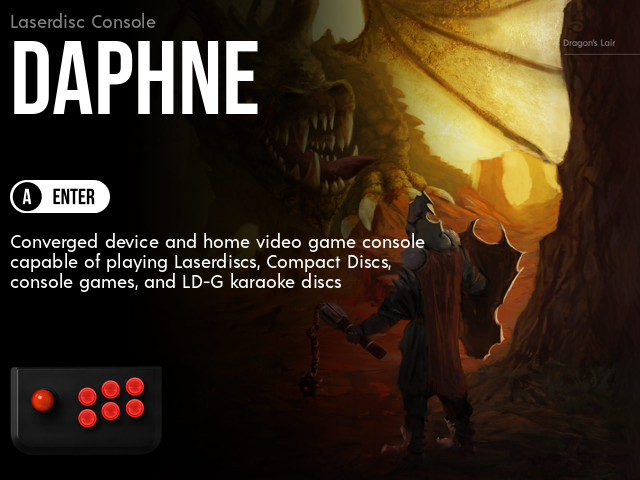 Laserdisc Console
DAPHNE
Dragon's Lair
A ENTER
Converged device and home video game console
capable of playing Laserdiscs, Compact Discs,
console games, and LD-G karaoke discs